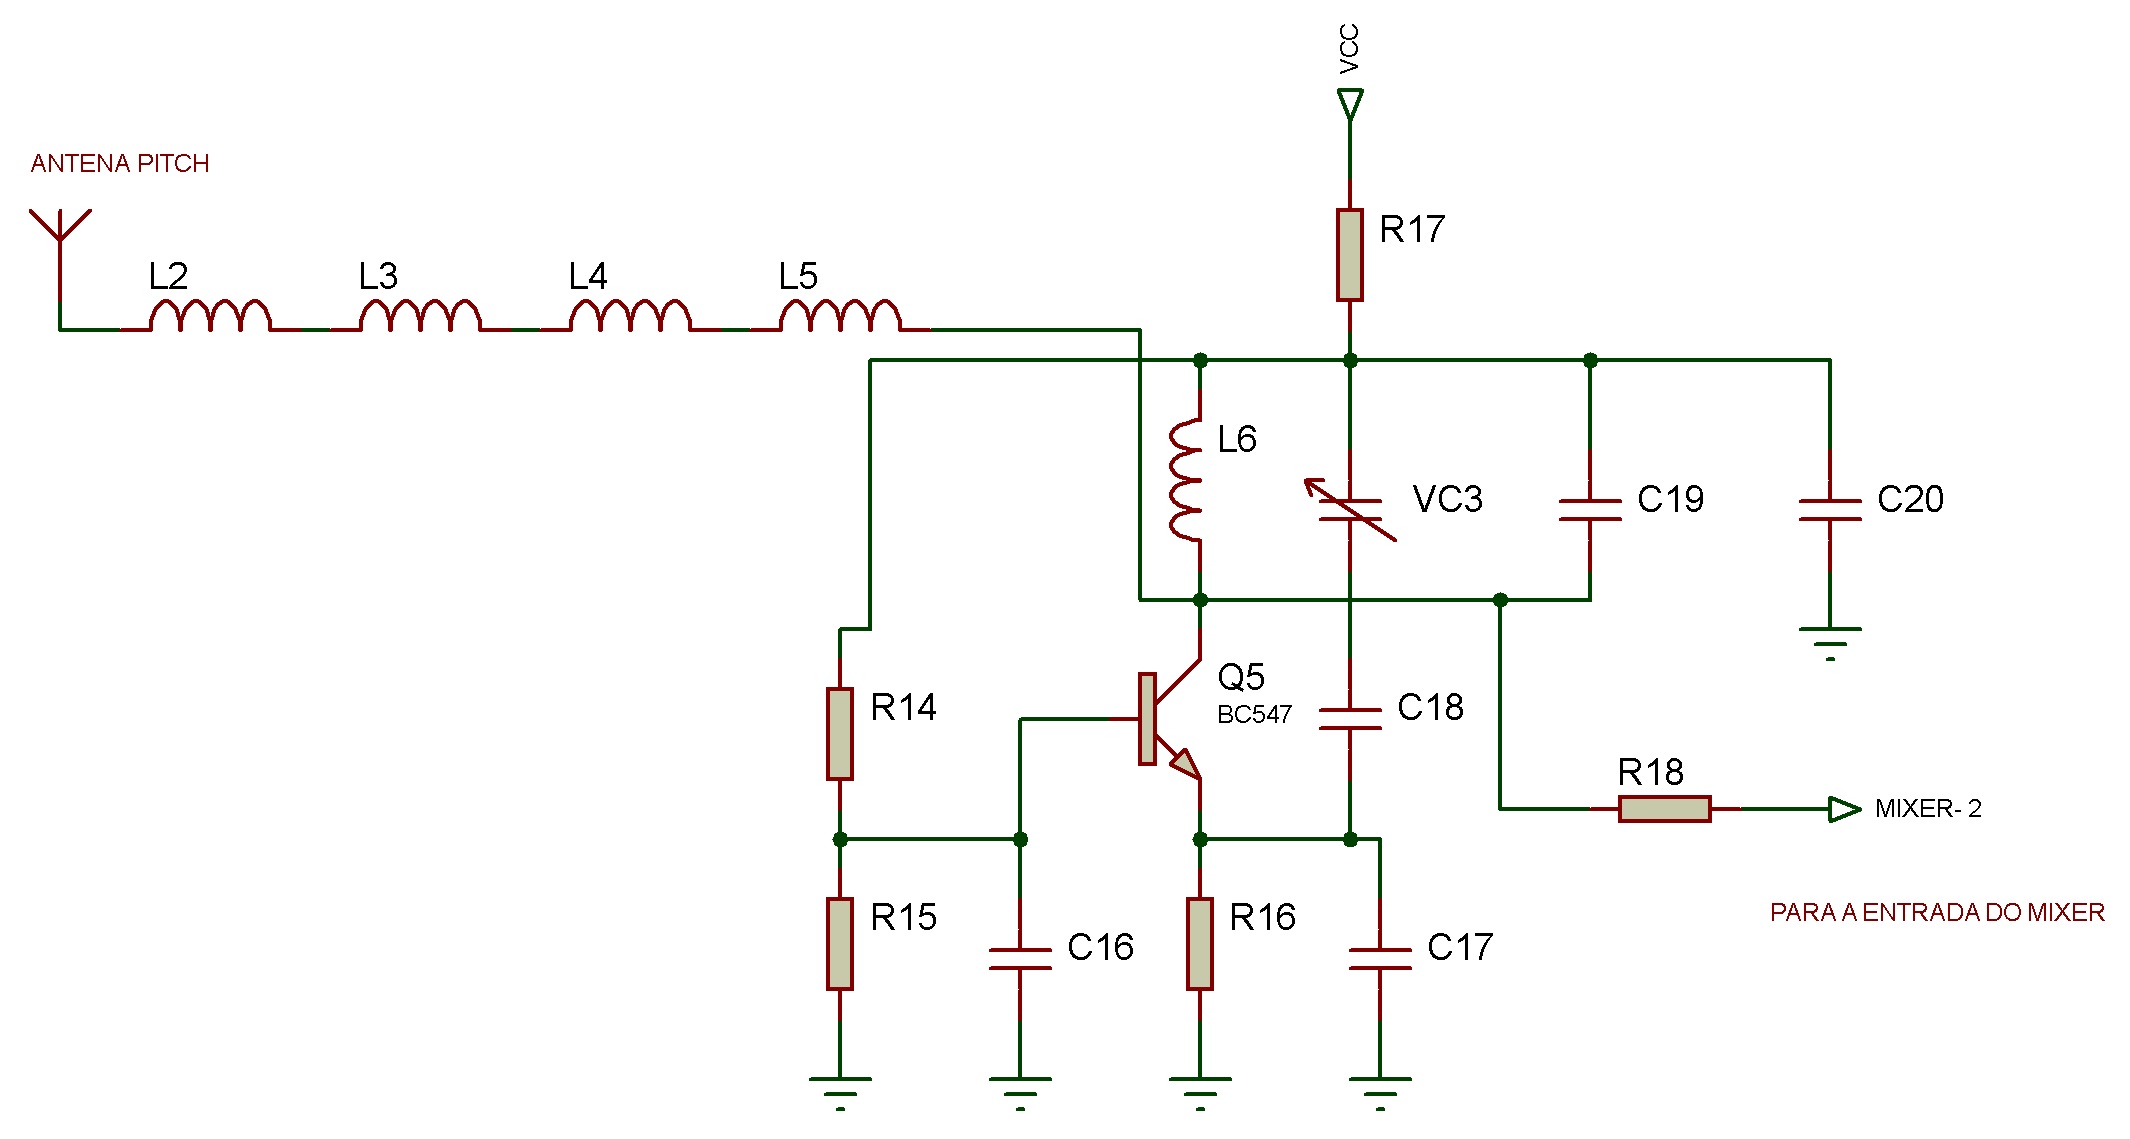 VCC
ANTENA PITCH
R17
L2
L3
L4
L5
L6
VC3
C19
C20
Q5
BC547
R14
C18
R18
MIXER- 2
R15
C16
R16
C17
PARA A ENTRADA DO MIXER